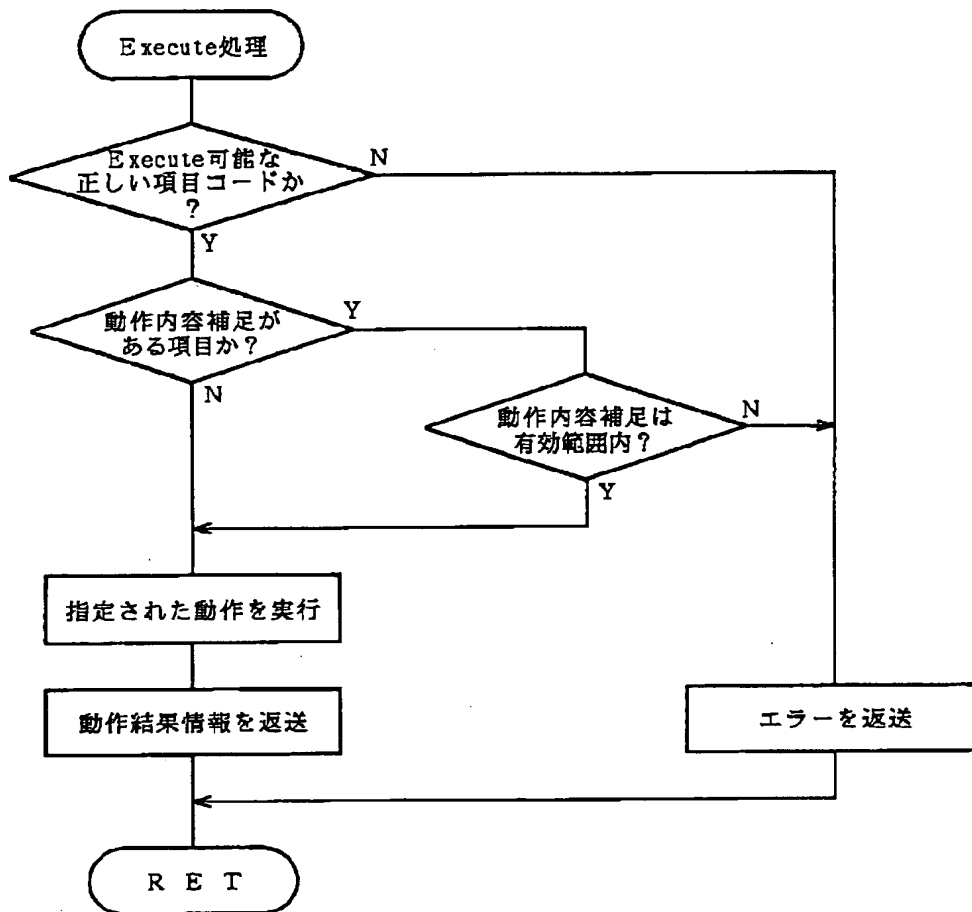 Execute処理
Execute可能な
正しい項目コードか
?
N
Y
動作内容補足が
ある項目か?
Y
N
動作内容補足は
有効範囲内?
N
Y
指定された動作を実行
動作結果情報を返送
エラーを返送
RET